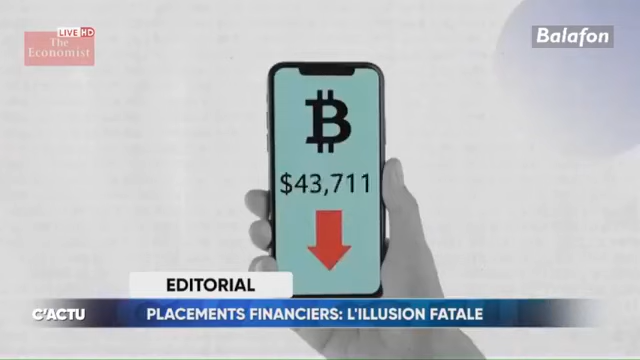 LIVE HD
The
Economist
Balafon
$43,711
EDITORIAL
C'ACTU
PLACEMENTS FINANCIERS: L'ILLUSION FATALE